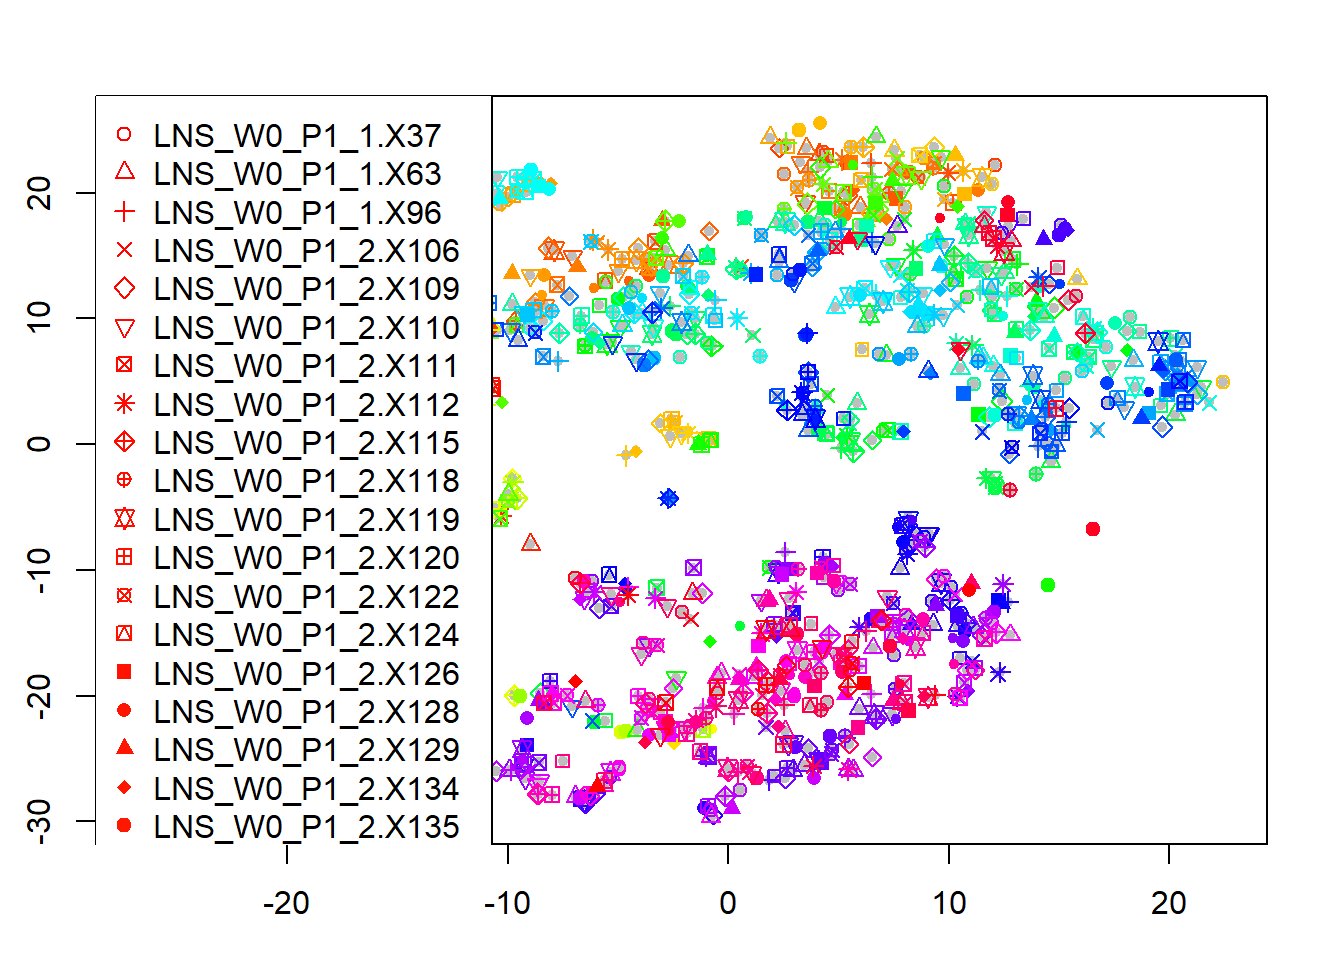 LNS_W0_P1_1.X37
LNS_W0_P1_1.X63
LNS_W0_P1_1.X96
LNS_W0_P1_2.X106
LNS_W0_P1_2.X109
LNS_W0_P1_2.X110
LNS_W0_P1_2.X111
LNS_W0_P1_2.X112
LNS_W0_P1_2.X115
LNS_W0_P1_2.X118
LNS_W0_P1_2.X119
LNS_W0_P1_2.X120
LNS_W0_P1_2.X122
LNS_W0_P1_2.X124
LNS_W0_P1_2.X126
LNS_W0_P1_2.X128
LNS_W0_P1_2.X129
LNS_W0_P1_2.X134
LNS_W0_P1_2.X135
20
10
0
-10
-20
-30
-20 -10 0 10 20